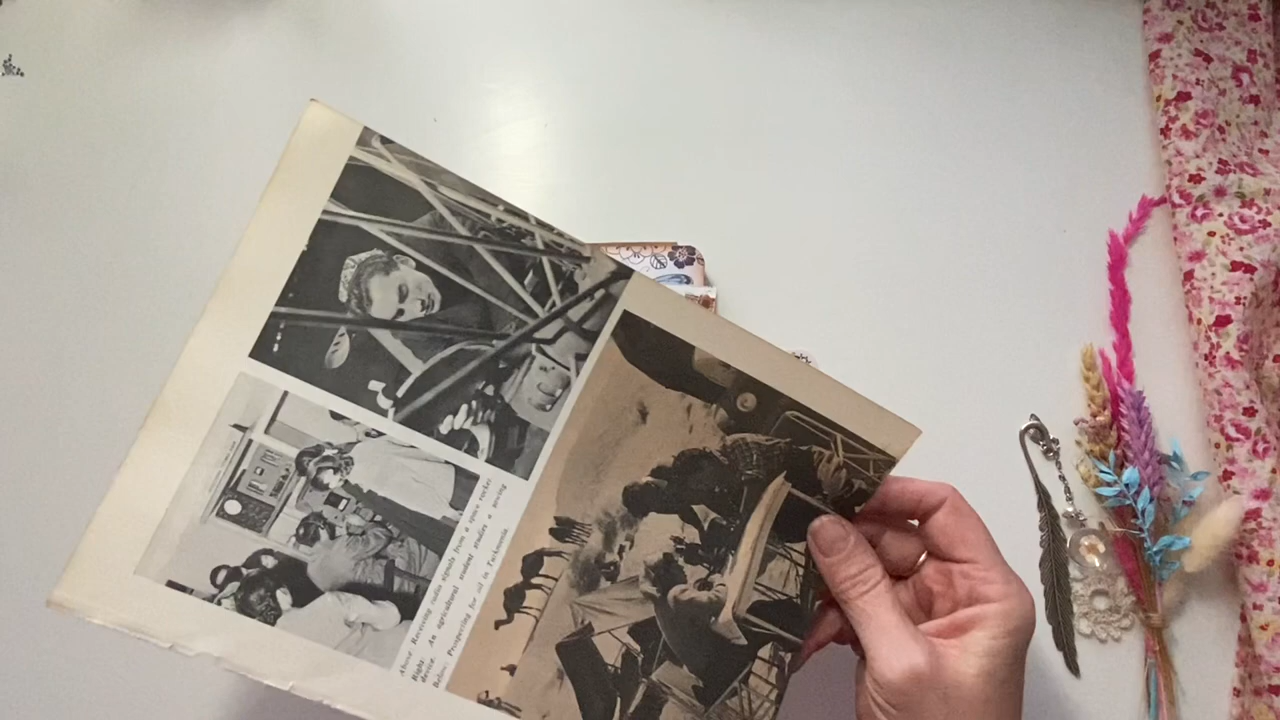 Above: Receiving radio signals from a space rocket
Right: An agricultural student studies a sowing
device.
Below: Prospecting for oil in Turkmenia.